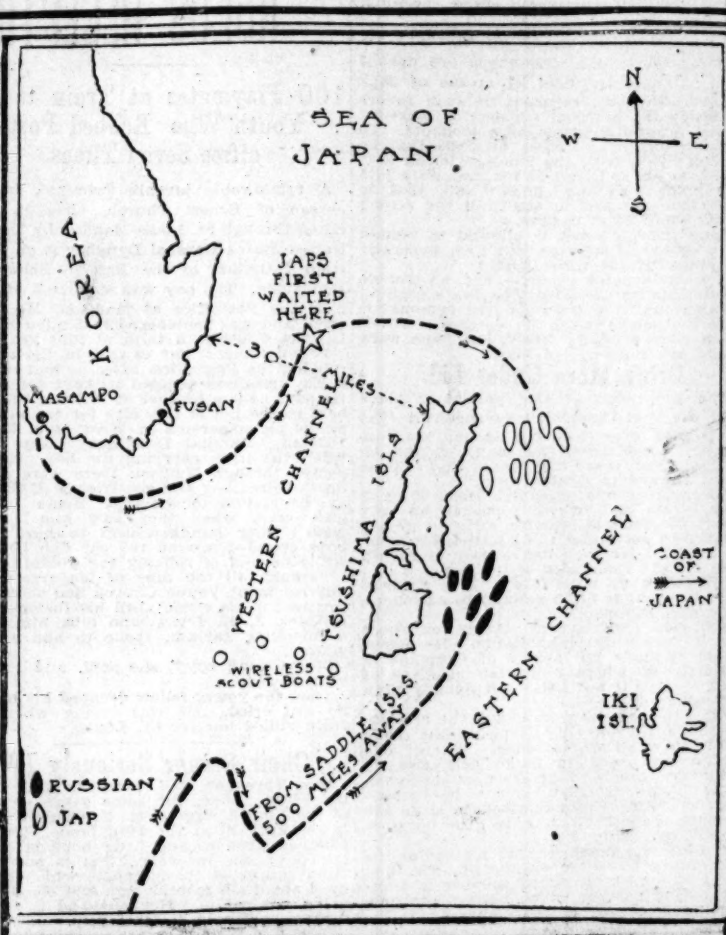 SEA OF
JAPAN
N
W
E
S
KOREA
JAPS
FIRST
WAITED
HERE
30 MILES
MASAMPO
FUSAN
WESTERN CHANNEL
TSUSHIMA ISLS
COAST
OF
JAPAN
EASTERN CHANNEL
WIRELESS
SCOUT BOATS
FROM SADDLE ISLS
500 MILES AWAY
IKI
ISL
RUSSIAN
JAP